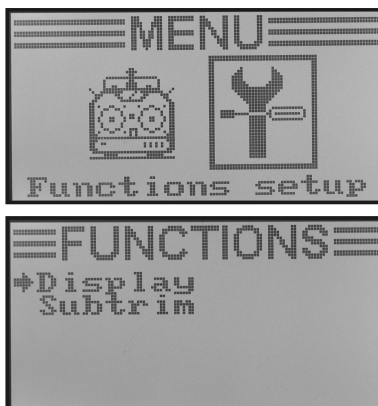 MENU
Functions setup
FUNCTIONS
Display
Subtrim